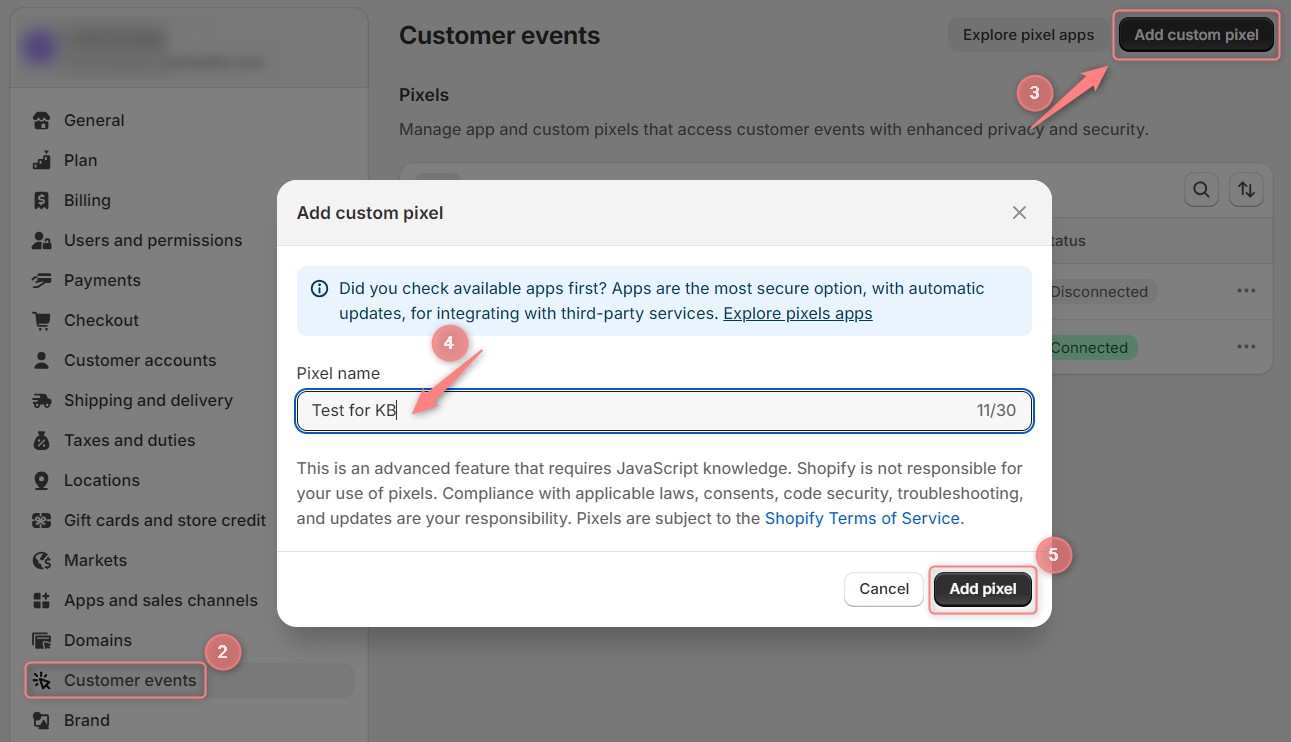 Customer events
Explore pixel apps
Add custom pixel
3
Pixels
Manage app and custom pixels that access customer events with enhanced privacy and security.
General
Plan
Billing
Users and permissions
Payments
Checkout
Customer accounts
Shipping and delivery
Taxes and duties
Locations
Gift cards and store credit
Markets
Apps and sales channels
Domains
2
Customer events
Brand
tatus
Disconnected
Connected
Add custom pixel
Did you check available apps first? Apps are the most secure option, with automatic
updates, for integrating with third-party services. Explore pixels apps
4
Pixel name
Test for KB
11/30
This is an advanced feature that requires JavaScript knowledge. Shopify is not responsible for
your use of pixels. Compliance with applicable laws, consents, code security, troubleshooting,
and updates are your responsibility. Pixels are subject to the Shopify Terms of Service.
5
Cancel
Add pixel